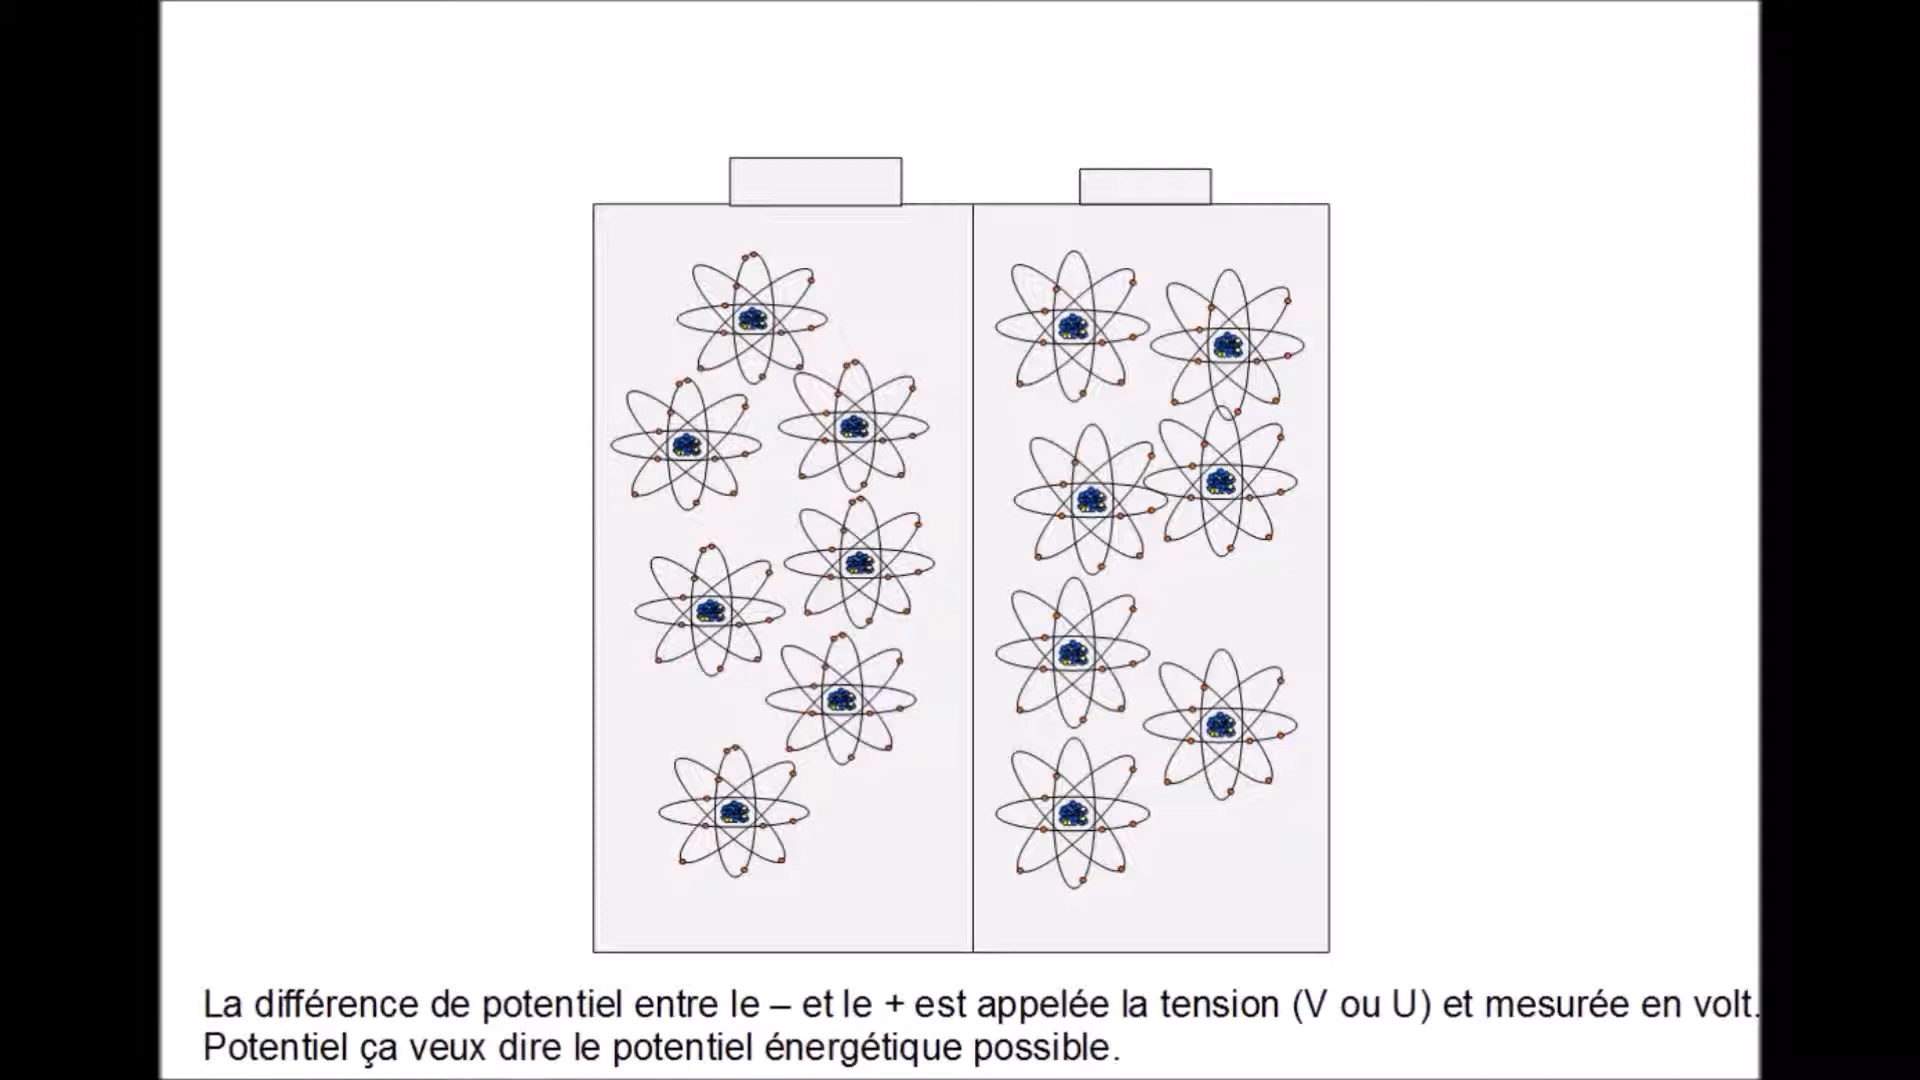 La différence de potentiel entre le – et le + est appelée la tension (V ou U) et mesurée en volt.
Potentiel ça veux dire le potentiel énergétique possible.